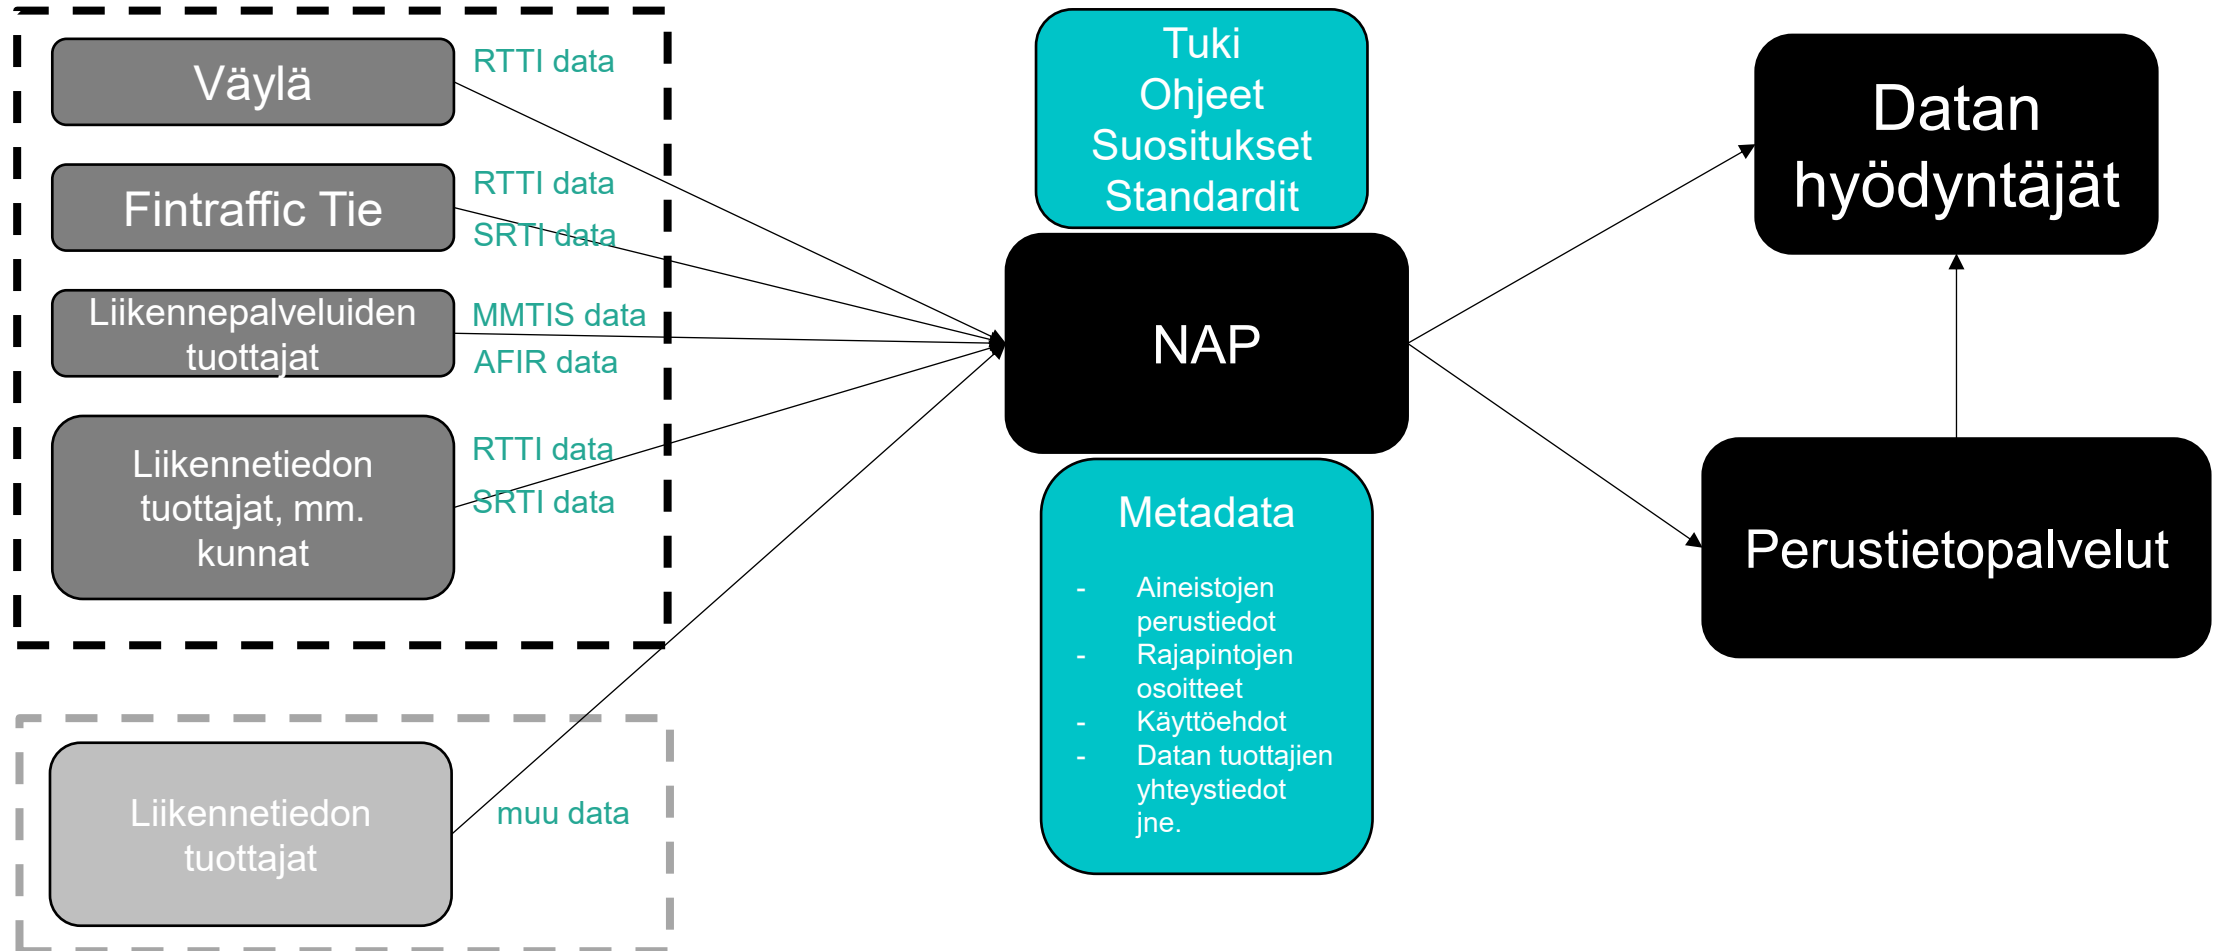 Väylä
RTTI data
Fintraffic Tie
RTTI data
SRTI data
Liikennepalveluiden
tuottajat
MMTIS data
AFIR data
Liikennetiedon
tuottajat, mm.
kunnat
RTTI data
SRTI data
Liikennetiedon
tuottajat
muu data
Tuki
Ohjeet
Suositukset
Standardit
NAP
Metadata
- Aineistojen
perustiedot
- Rajapintojen
osoitteet
- Käyttöehdot
- Datan tuottajien
yhteystiedot
jne.
Datan
hyödyntäjät
Perustietopalvelut